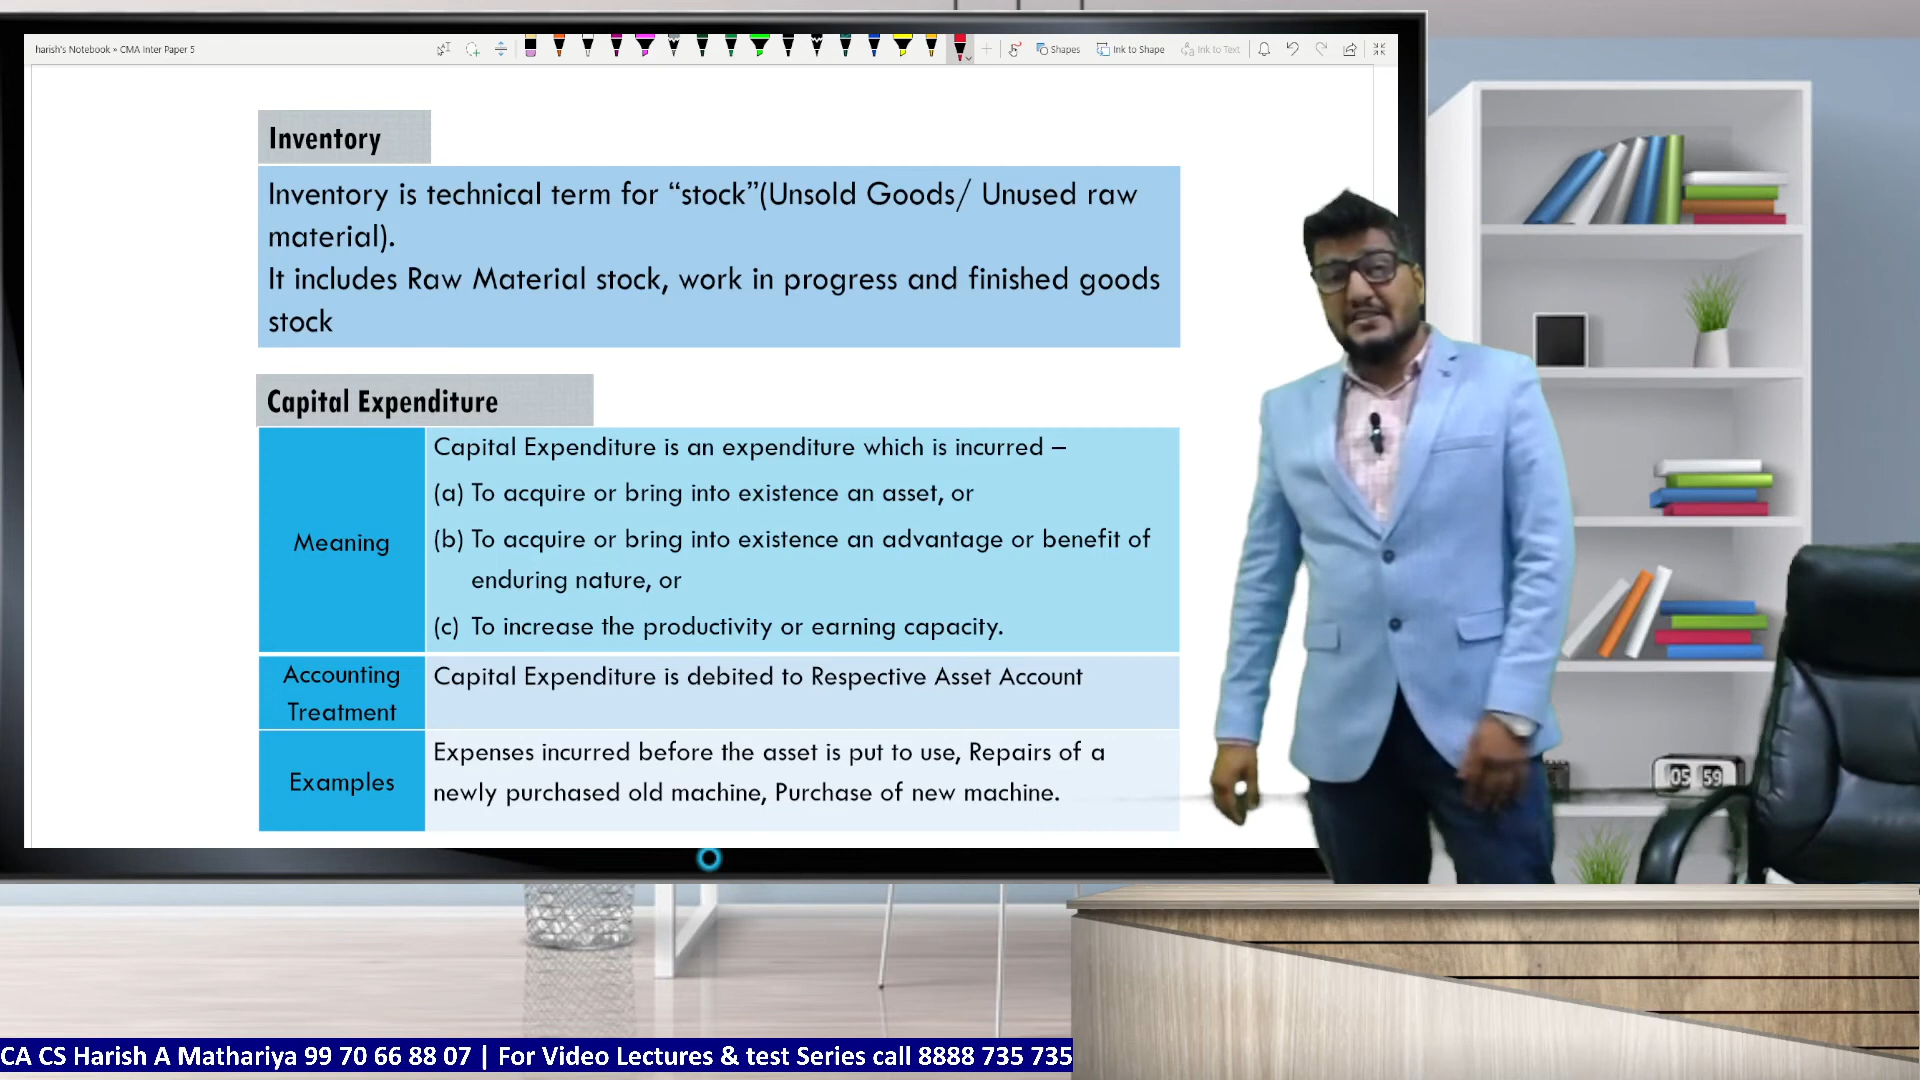 harish's Notebook » CMA Inter Paper 5
Shapes
Ink to Shape
Ink to Text
Inventory
Inventory is technical term for “stock”(Unsold Goods/ Unused raw
material).
It includes Raw Material stock, work in progress and finished goods
stock
Capital Expenditure
Meaning
Capital Expenditure is an expenditure which is incurred –
(a) To acquire or bring into existence an asset, or
(b) To acquire or bring into existence an advantage or benefit of
enduring nature, or
(c) To increase the productivity or earning capacity.
Accounting
Treatment
Capital Expenditure is debited to Respective Asset Account
Examples
Expenses incurred before the asset is put to use, Repairs of a
newly purchased old machine, Purchase of new machine.
05 59
CA CS Harish A Mathariya 99 70 66 88 07 | For Video Lectures & test Series call 8888 735 735